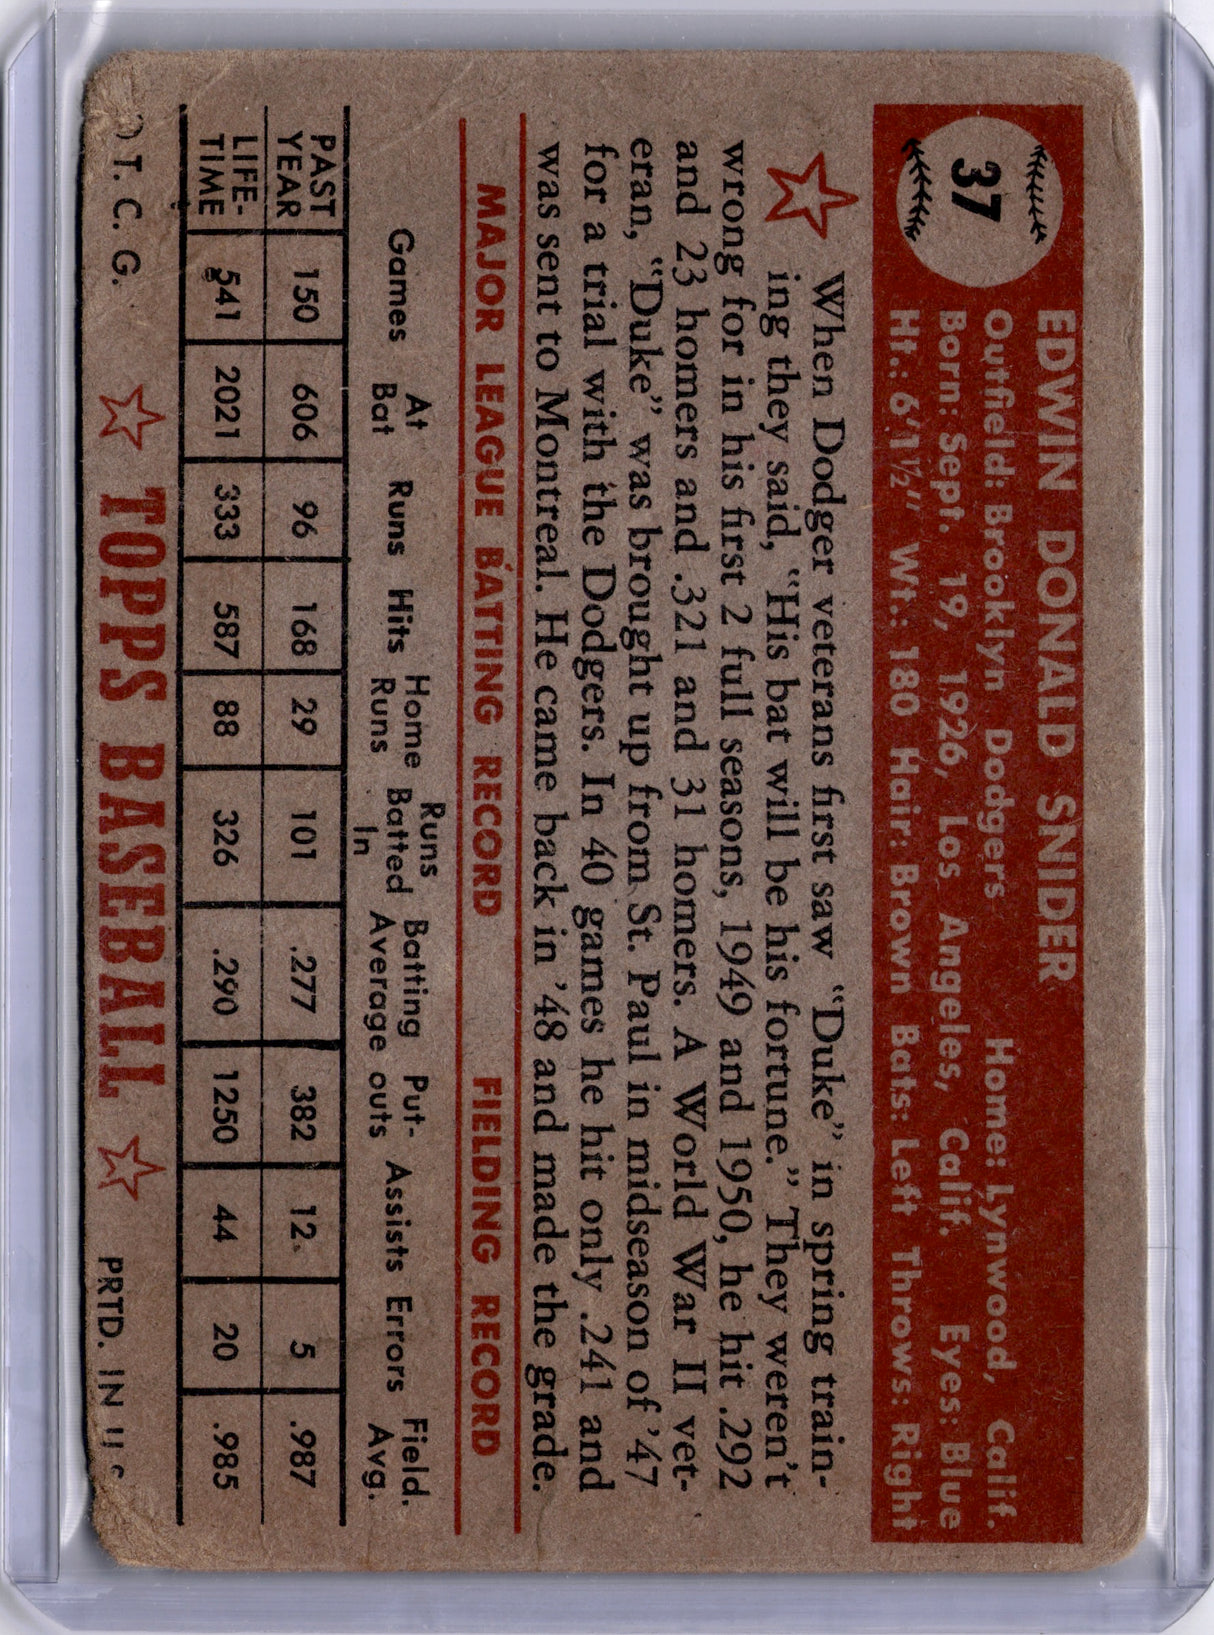 37
EDWIN DONALD SNIDER
Outfield: Brooklyn Dodgers Home: Lynwood, Calif.
Born: Sept. 19, 1926, Los Angeles, Calif. Eyes: Blue
Ht.: 6'1½" Wt.: 180 Hair: Brown Bats: Left Throws: Right
When Dodger veterans first saw "Duke" in spring train-
ing they said, "His bat will be his fortune." They weren't
wrong for in his first 2 full seasons, 1949 and 1950, he hit .292
and 23 homers and .321 and 31 homers. A World War II vet-
eran, "Duke" was brought up from St. Paul in midseason of '47
for a trial with the Dodgers. In 40 games he hit only .241 and
was sent to Montreal. He came back in '48 and made the grade.
MAJOR LEAGUE BATTING RECORD FIELDING RECORD
Games At Bat Runs Hits Home Runs Runs Batted In Batting Average Put-outs Assists Errors Field. Avg.
PAST YEAR 150 606 96 168 29 101 .277 382 12 5 .987
LIFE-TIME 541 2021 333 587 88 326 .290 1250 44 20 .985
T. C. G. TOPPS BASEBALL PRTD. IN